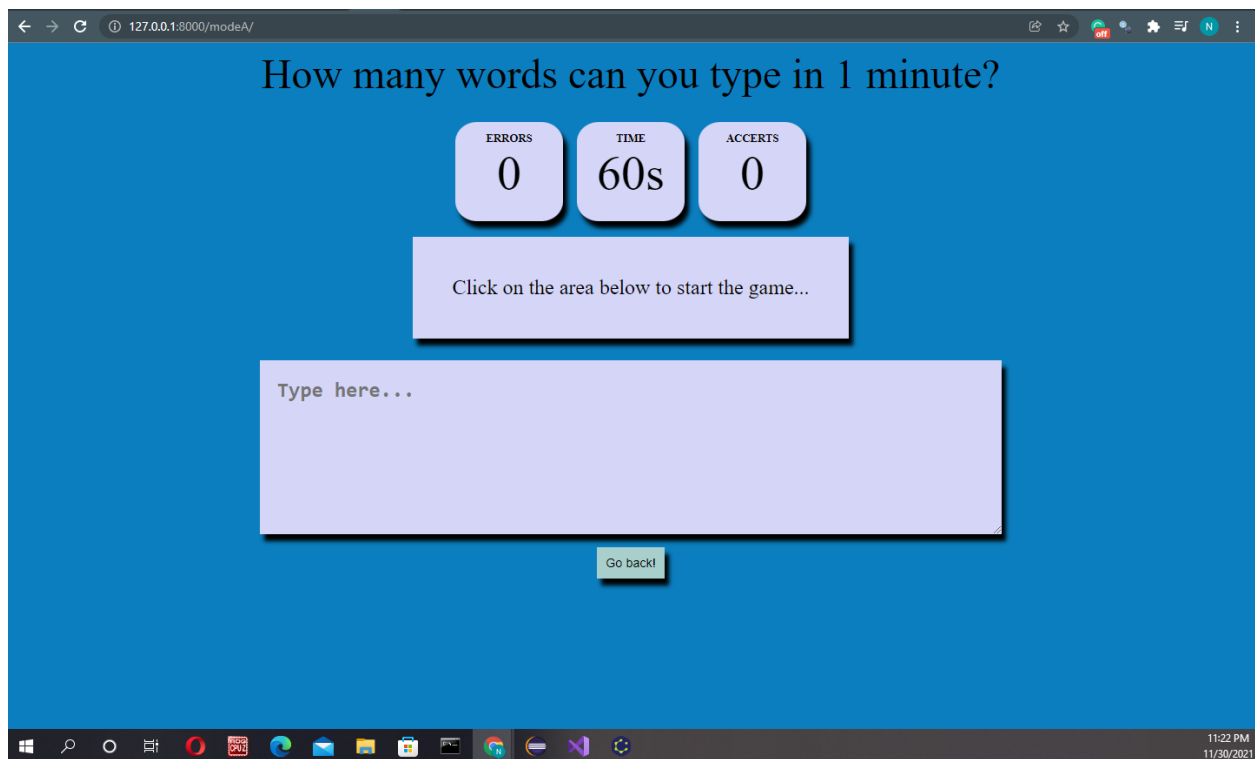 127.0.0.1:8000/modeA/
off
N
How many words can you type in 1 minute?
ERRORS
0
TIME
60s
ACCERTS
0
Click on the area below to start the game...
Type here...
Go back!
11:22 PM
11/30/2021